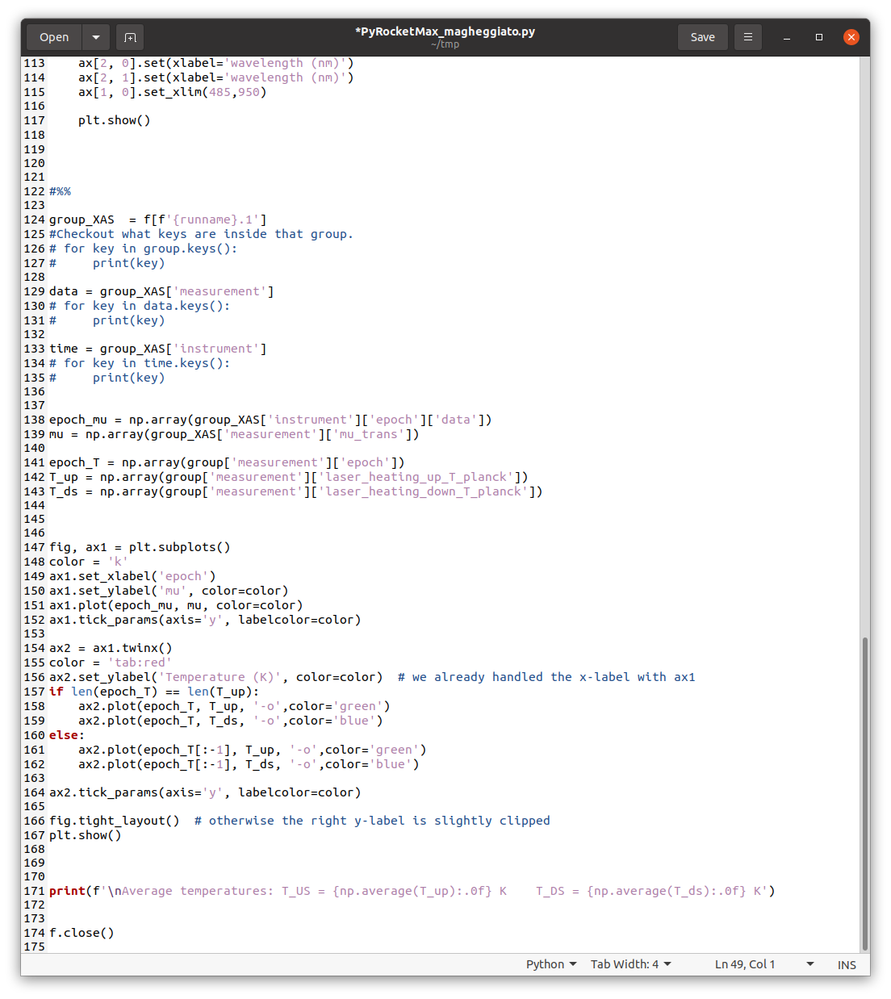 Open
*PyRocketMax_magheggiato.py
~/tmp
Save
113     ax[2, 0].set(xlabel='wavelength (nm)')
114     ax[2, 1].set(xlabel='wavelength (nm)')
115     ax[1, 0].set_xlim(485,950)
116
117     plt.show()
118
119
120
121
122 #%%
123
124 group_XAS  = f[f'{runname}.1']
125 #Checkout what keys are inside that group.
126 # for key in group.keys():
127 #     print(key)
128
129 data = group_XAS['measurement']
130 # for key in data.keys():
131 #     print(key)
132
133 time = group_XAS['instrument']
134 # for key in time.keys():
135 #     print(key)
136
137
138 epoch_mu = np.array(group_XAS['instrument']['epoch']['data'])
139 mu = np.array(group_XAS['measurement']['mu_trans'])
140
141 epoch_T = np.array(group['measurement']['epoch'])
142 T_up = np.array(group['measurement']['laser_heating_up_T_planck'])
143 T_ds = np.array(group['measurement']['laser_heating_down_T_planck'])
144
145
146
147 fig, ax1 = plt.subplots()
148 color = 'k'
149 ax1.set_xlabel('epoch')
150 ax1.set_ylabel('mu', color=color)
151 ax1.plot(epoch_mu, mu, color=color)
152 ax1.tick_params(axis='y', labelcolor=color)
153
154 ax2 = ax1.twinx()
155 color = 'tab:red'
156 ax2.set_ylabel('Temperature (K)', color=color)  # we already handled the x-label with ax1
157 if len(epoch_T) == len(T_up):
158     ax2.plot(epoch_T, T_up, '-o',color='green')
159     ax2.plot(epoch_T, T_ds, '-o',color='blue')
160 else:
161     ax2.plot(epoch_T[:-1], T_up, '-o',color='green')
162     ax2.plot(epoch_T[:-1], T_ds, '-o',color='blue')
163
164 ax2.tick_params(axis='y', labelcolor=color)
165
166 fig.tight_layout()  # otherwise the right y-label is slightly clipped
167 plt.show()
168
169
170
171 print(f'\nAverage temperatures: T_US = {np.average(T_up):.0f} K    T_DS = {np.average(T_ds):.0f} K')
172
173
174 f.close()
175
Python
Tab Width: 4
Ln 49, Col 1
INS